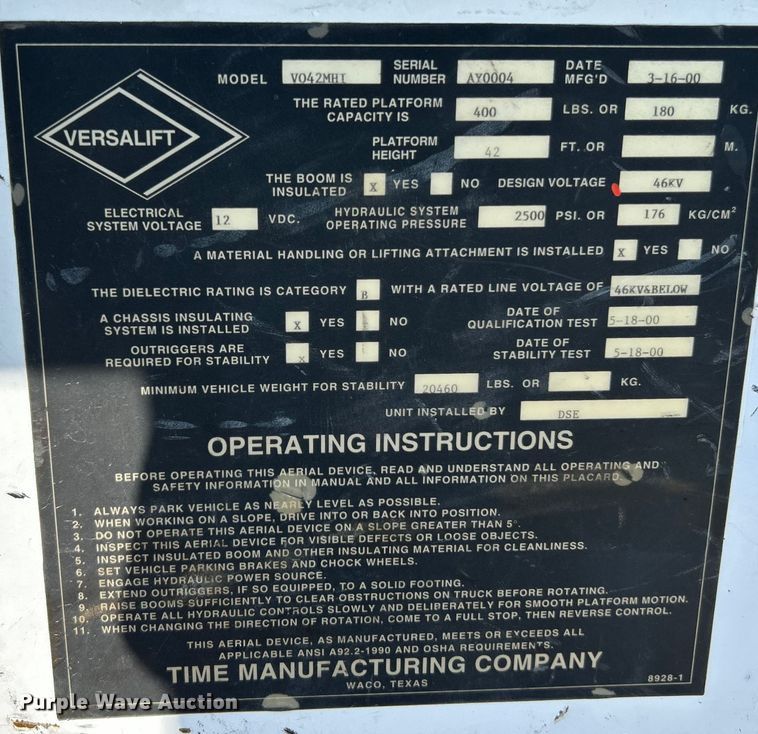 VERSALIFT
MODEL VO42MHI SERIAL NUMBER AY0004 DATE MFG'D 3-16-00
THE RATED PLATFORM CAPACITY IS 400 LBS. OR 180 KG.
PLATFORM HEIGHT 42 FT. OR M.
THE BOOM IS INSULATED X YES NO DESIGN VOLTAGE 46KV
ELECTRICAL SYSTEM VOLTAGE 12 VDC. HYDRAULIC SYSTEM OPERATING PRESSURE 2500 PSI. OR 176 KG/CM²
A MATERIAL HANDLING OR LIFTING ATTACHMENT IS INSTALLED X YES NO
THE DIELECTRIC RATING IS CATEGORY B WITH A RATED LINE VOLTAGE OF 46KV&BELOW
A CHASSIS INSULATING SYSTEM IS INSTALLED X YES NO DATE OF QUALIFICATION TEST 5-18-00
OUTRIGGERS ARE REQUIRED FOR STABILITY X YES NO DATE OF STABILITY TEST 5-18-00
MINIMUM VEHICLE WEIGHT FOR STABILITY 20460 LBS. OR KG.
UNIT INSTALLED BY DSE
OPERATING INSTRUCTIONS
BEFORE OPERATING THIS AERIAL DEVICE, READ AND UNDERSTAND ALL OPERATING AND
SAFETY INFORMATION IN MANUAL AND ALL INFORMATION ON THIS PLACARD.
1. ALWAYS PARK VEHICLE AS NEARLY LEVEL AS POSSIBLE.
2. WHEN WORKING ON A SLOPE, DRIVE INTO OR BACK INTO POSITION.
3. DO NOT OPERATE THIS AERIAL DEVICE ON A SLOPE GREATER THAN 5°.
4. INSPECT THIS AERIAL DEVICE FOR VISIBLE DEFECTS OR LOOSE OBJECTS.
5. INSPECT INSULATED BOOM AND OTHER INSULATING MATERIAL FOR CLEANLINESS.
6. SET VEHICLE PARKING BRAKES AND CHOCK WHEELS.
7. ENGAGE HYDRAULIC POWER SOURCE.
8. EXTEND OUTRIGGERS, IF SO EQUIPPED, TO A SOLID FOOTING.
9. RAISE BOOMS SUFFICIENTLY TO CLEAR OBSTRUCTIONS ON TRUCK BEFORE ROTATING.
10. OPERATE ALL HYDRAULIC CONTROLS SLOWLY AND DELIBERATELY FOR SMOOTH PLATFORM MOTION.
11. WHEN CHANGING THE DIRECTION OF ROTATION, COME TO A FULL STOP, THEN REVERSE CONTROL.
THIS AERIAL DEVICE, AS MANUFACTURED, MEETS OR EXCEEDS ALL
APPLICABLE ANSI A92.2-1990 AND OSHA REQUIREMENTS.
TIME MANUFACTURING COMPANY
WACO, TEXAS
8928-1
Purple Wave Auction